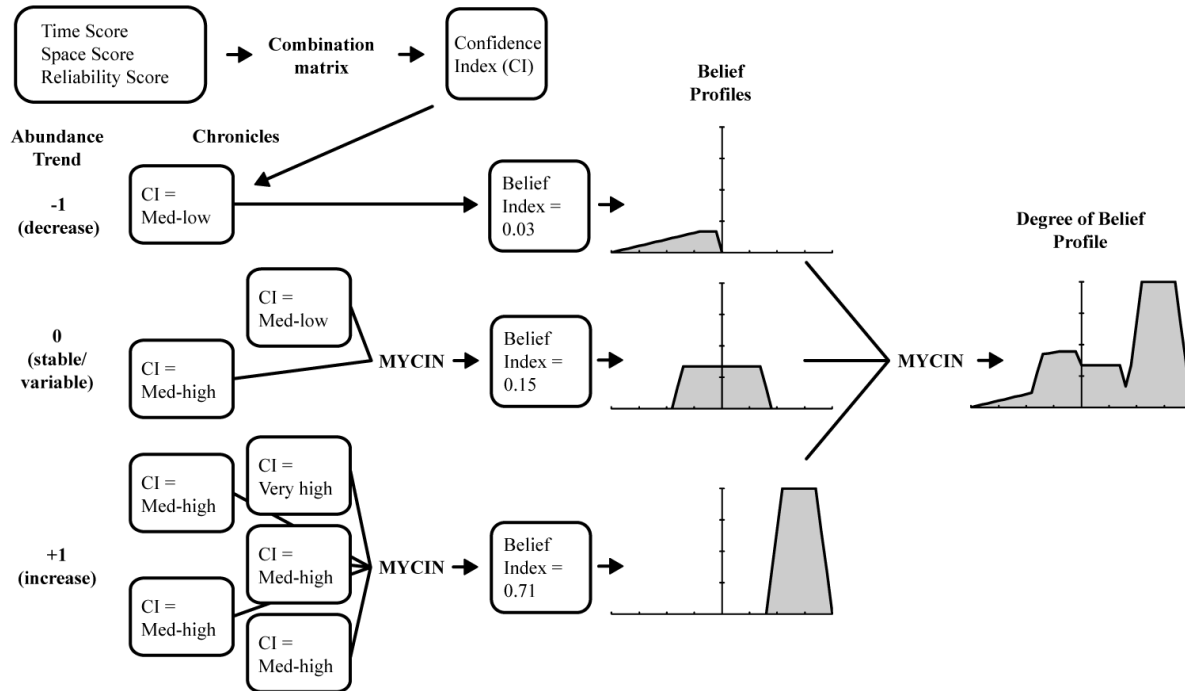 Time Score
Space Score
Reliability Score
Combination
matrix
Confidence
Index (CI)
Belief
Profiles
Abundance
Trend
Chronicles
-1
(decrease)
CI =
Med-low
Belief
Index =
0.03
Degree of Belief
Profile
0
(stable/
variable)
CI =
Med-low
CI =
Med-high
MYCIN
Belief
Index =
0.15
MYCIN
+1
(increase)
CI =
Med-high
CI =
Very high
CI =
Med-high
CI =
Med-high
CI =
Med-high
MYCIN
Belief
Index =
0.71